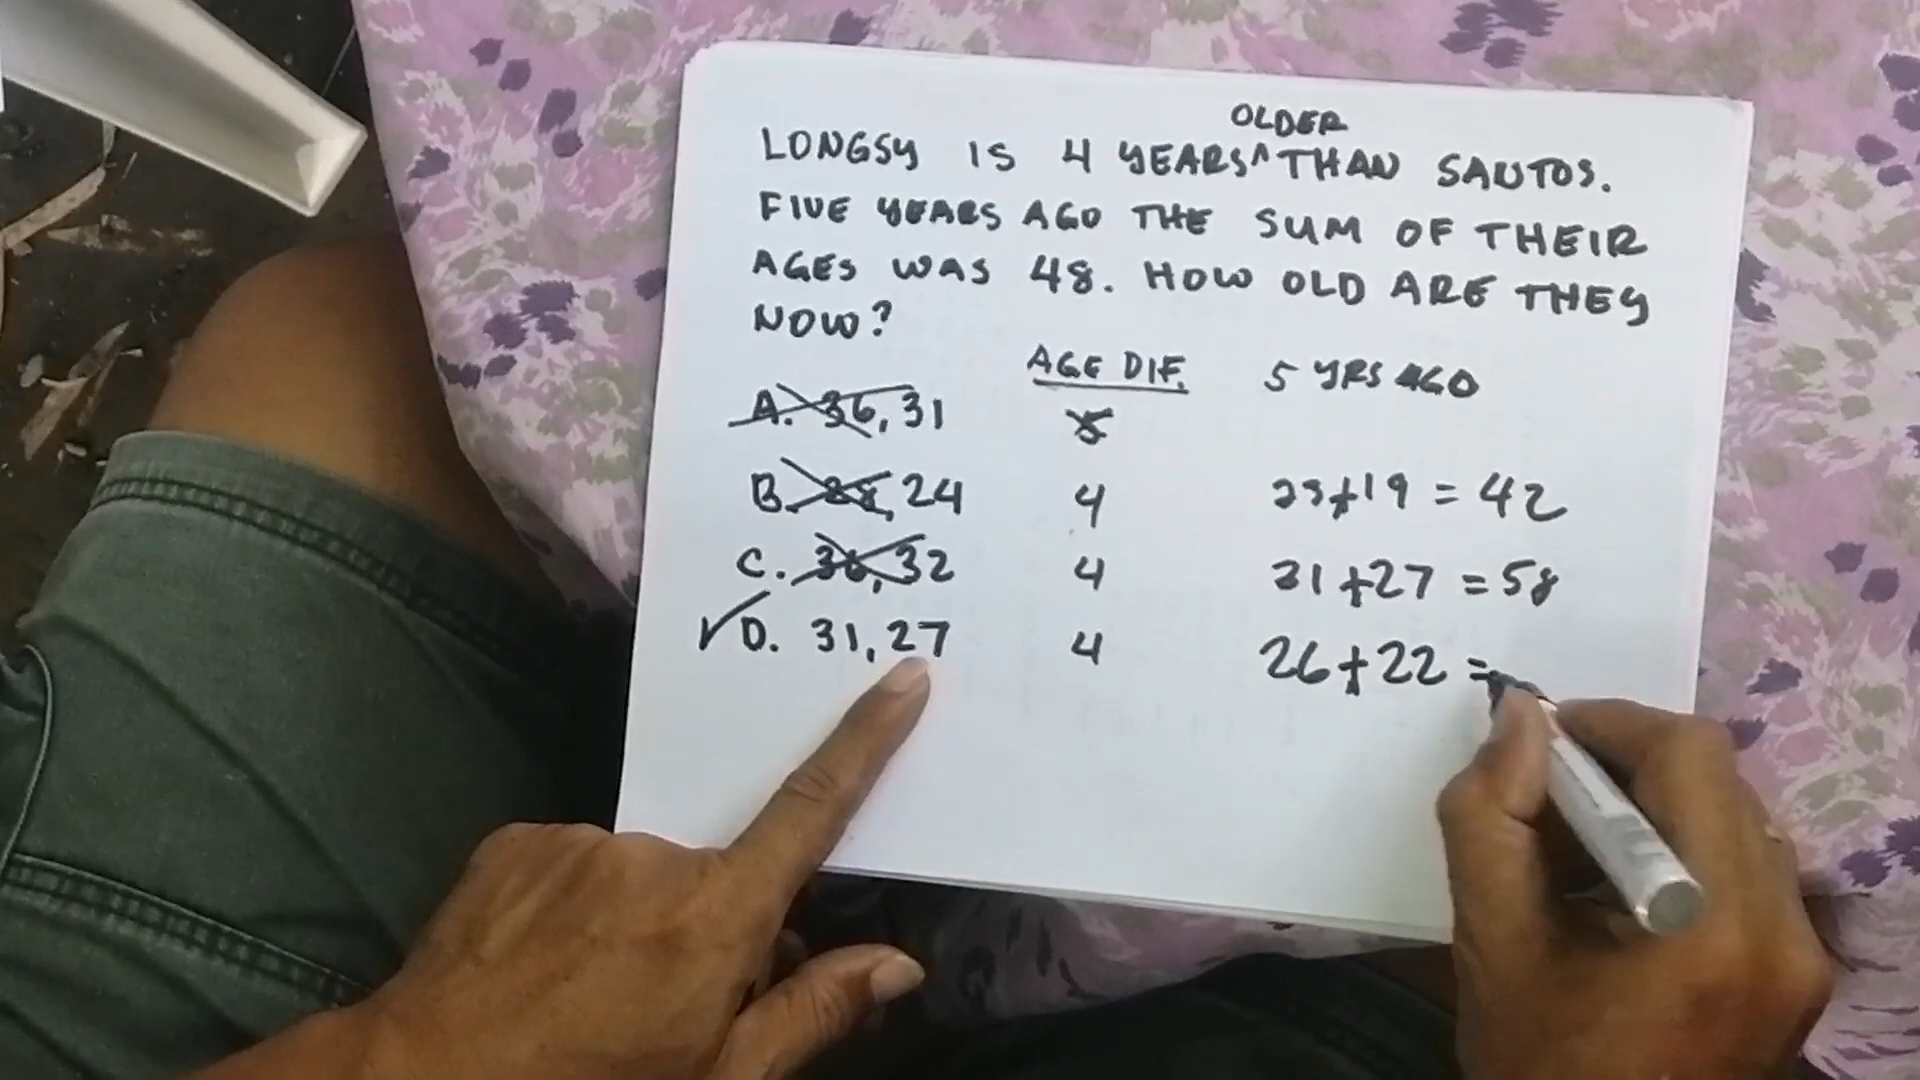 OLDER
LONGSY IS 4 YEARS^THAN SANTOS.
FIVE YEARS AGO THE SUM OF THEIR
AGES WAS 48. HOW OLD ARE THEY
NOW?
AGE DIF. 5 YRS AGO
A. 36, 31 5
B. 28, 24 4 23+19 = 42
C. 36, 32 4 31+27 = 58
D. 31, 27 4 26+22 =